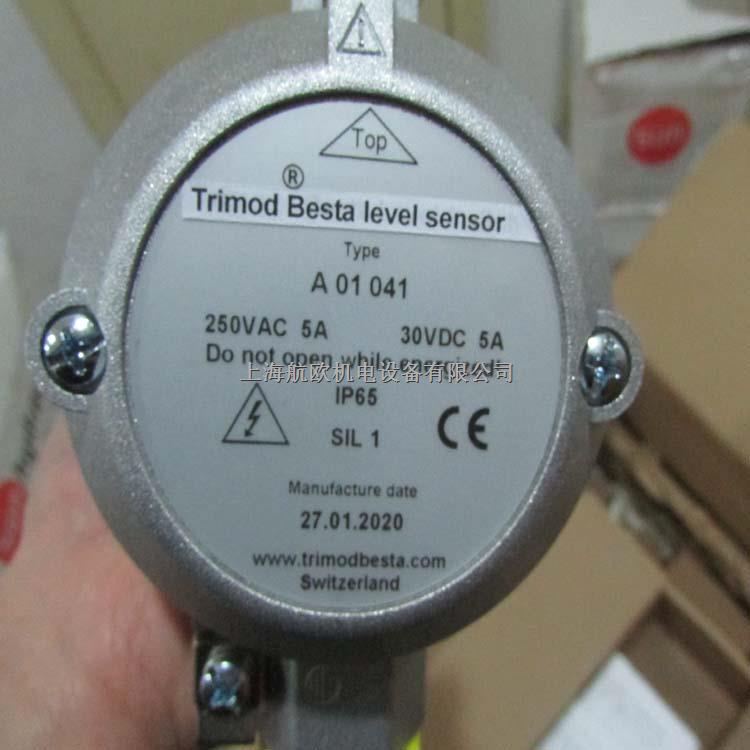 Top
®
Trimod Besta level sensor
Type
A 01 041
250VAC 5A 30VDC 5A
Do not open while energized!
上海航欧机电设备有限公司
IP65
SIL 1 CE
Manufacture date
27.01.2020
www.trimodbesta.com
Switzerland